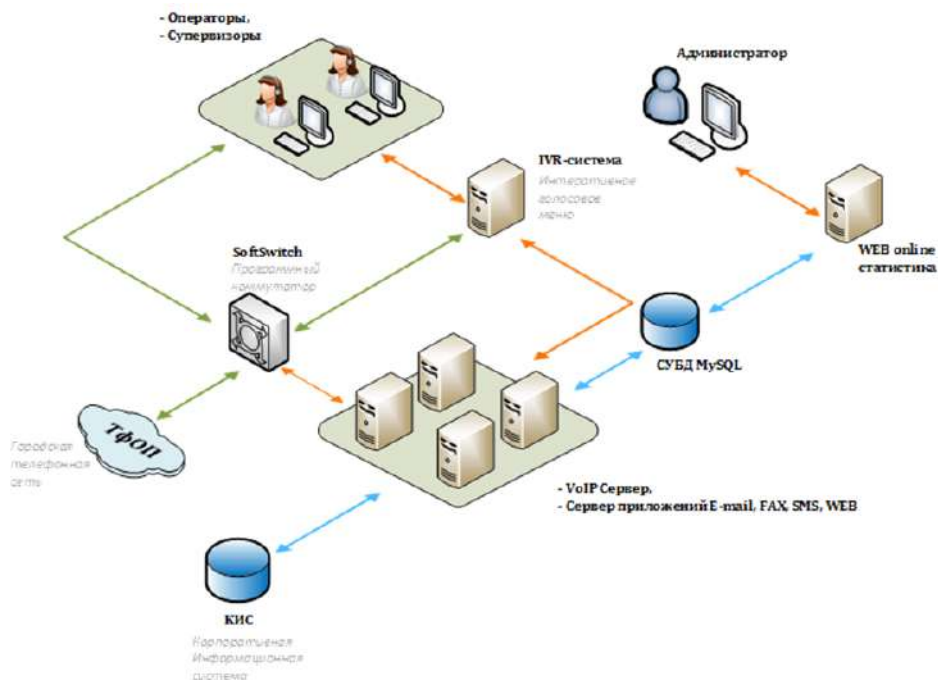 - Операторы,
- Супервизоры
Администратор
IVR-система
Интеративное
голосовое
меню
WEB online
статистика
SoftSwitch
Программный
коммутатор
СУБД MySQL
ТфОП
Городская
телефонная
сеть
- VoIP Сервер,
- Сервер приложений E-mail, FAX, SMS, WEB
КИС
Корпоративная
Информационная
система